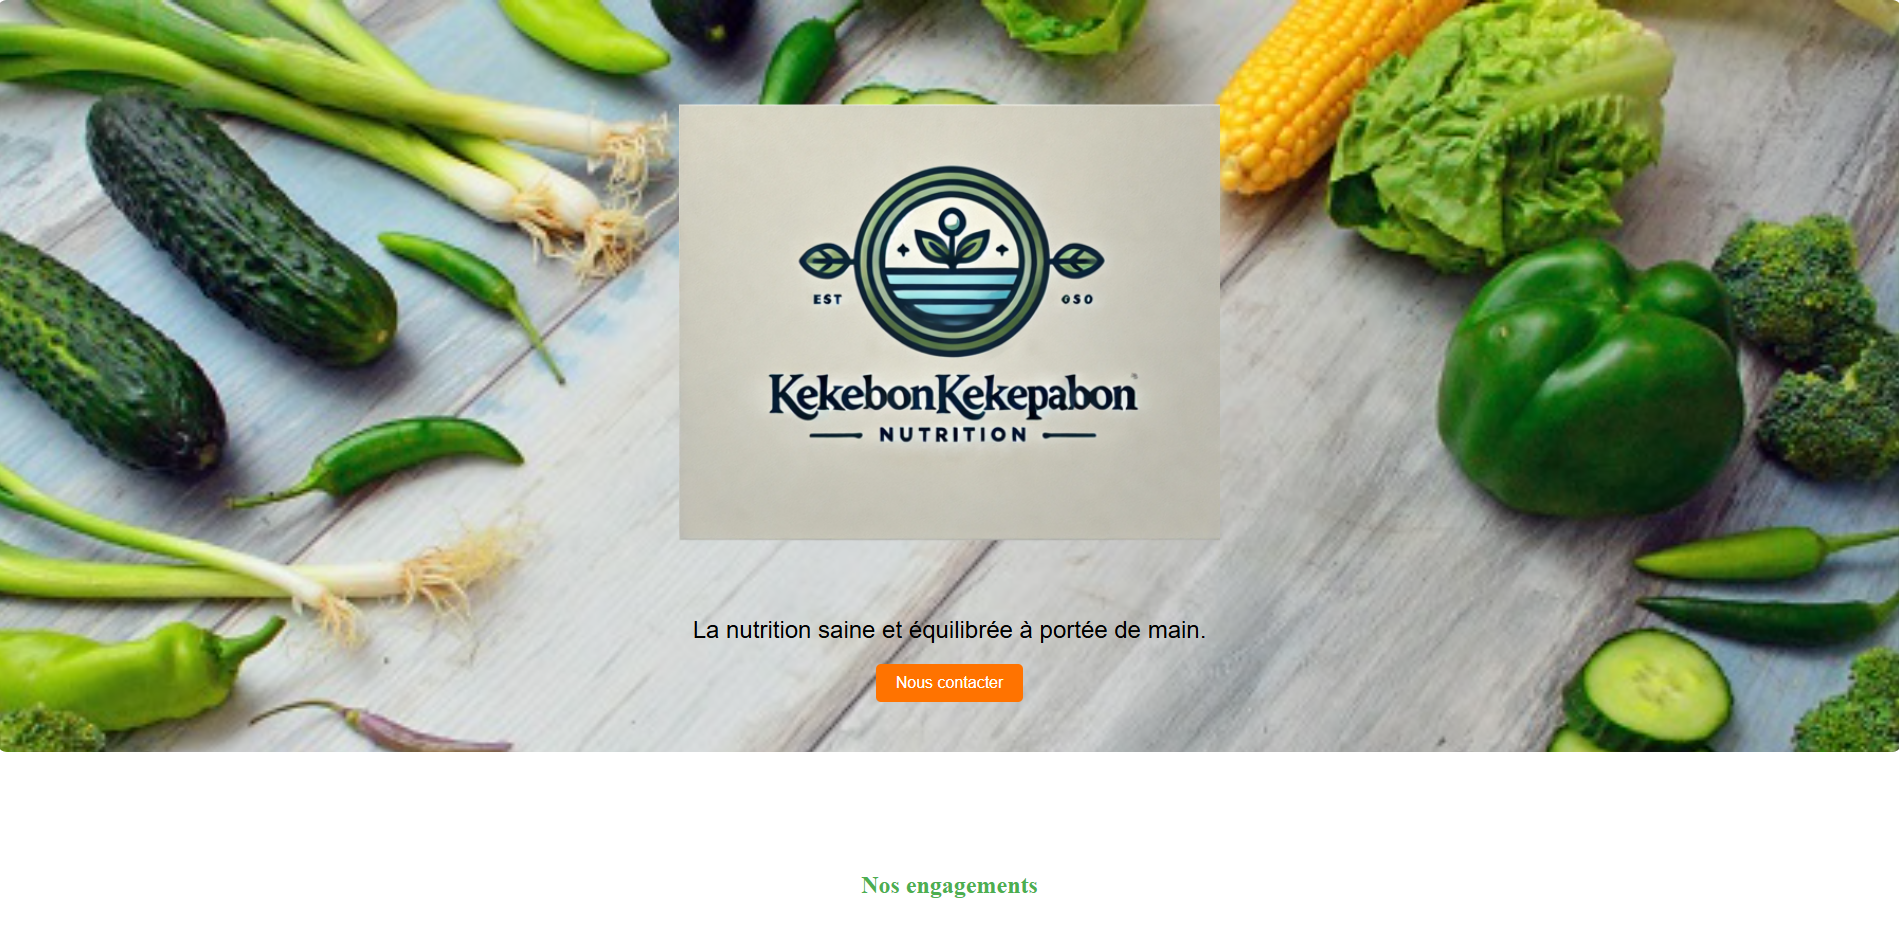 EST GSO
KekebonKekepabon
NUTRITION
La nutrition saine et équilibrée à portée de main.
Nous contacter
Nos engagements